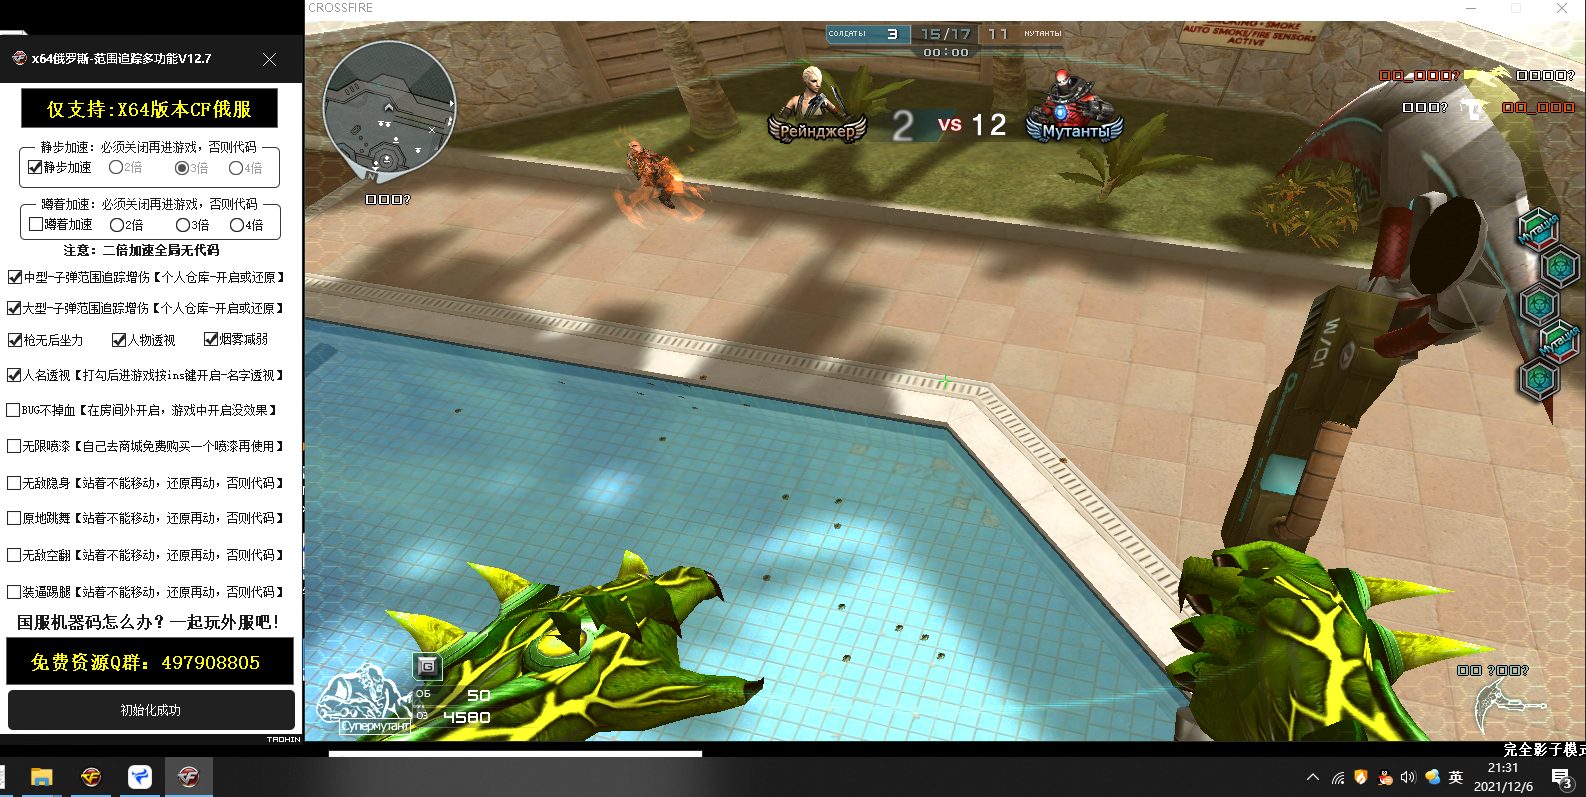 CROSSFIRE
x64俄罗斯-范围追踪多功能V12.7
仅支持:X64版本CF俄服
静步加速: 必须关闭再进游戏, 否则代码
静步加速 2倍 3倍 4倍
蹲着加速: 必须关闭再进游戏, 否则代码
蹲着加速 2倍 3倍 4倍
注意: 二倍加速全局无代码
中型-子弹范围追踪增伤【个人仓库-开启或还原】
大型-子弹范围追踪增伤【个人仓库-开启或还原】
枪无后坐力 人物透视 烟雾减弱
人名透视【打勾后进游戏按ins键开启-名字透视】
BUG不掉血【在房间外开启, 游戏中开启没效果】
无限喷漆【自己去商城免费购买一个喷漆再使用】
无敌隐身【站着不能移动, 还原再动, 否则代码】
原地跳舞【站着不能移动, 还原再动, 否则代码】
无敌空翻【站着不能移动, 还原再动, 否则代码】
装逼踢腿【站着不能移动, 还原再动, 否则代码】
国服机器码怎么办? 一起玩外服吧!
免费资源Q群: 497908805
初始化成功
TAOHIN
СОЛДАТЫ 3 15/17 11 МУТАНТЫ
00:00
SMOKING - SMOKE
AUTO SMOKE/FIRE SENSORS
ACTIVE
Рейнджер 2 VS 12 Мутанты
N
Мутация
Мутация
W/01
G
ОБ 50
ОЗ 4580
Супермутант
完全影子模式
英
21:31
2021/12/6
3